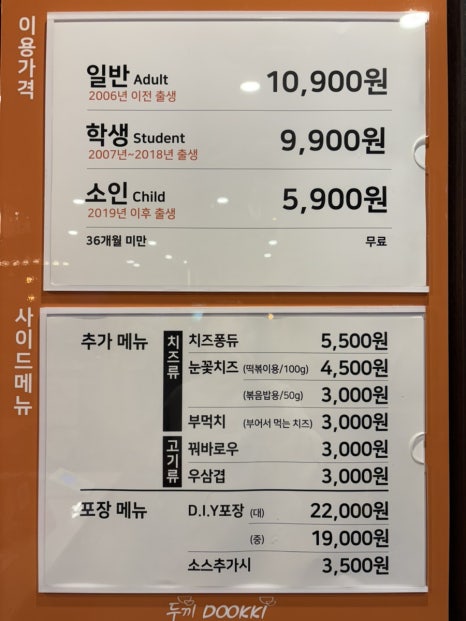 이용가격
일반 Adult 10,900원
2006년 이전 출생
학생 Student 9,900원
2007년~2018년 출생
소인 Child 5,900원
2019년 이후 출생
36개월 미만 무료
사이드메뉴
추가 메뉴 치즈류 치즈퐁듀 5,500원
눈꽃치즈 (떡볶이용/100g) 4,500원
(볶음밥용/50g) 3,000원
부먹치 (부어서 먹는 치즈) 3,000원
고기류 꿔바로우 3,000원
우삼겹 3,000원
포장 메뉴 D.I.Y포장 (대) 22,000원
(중) 19,000원
소스추가시 3,500원
두끼 DOOKKI